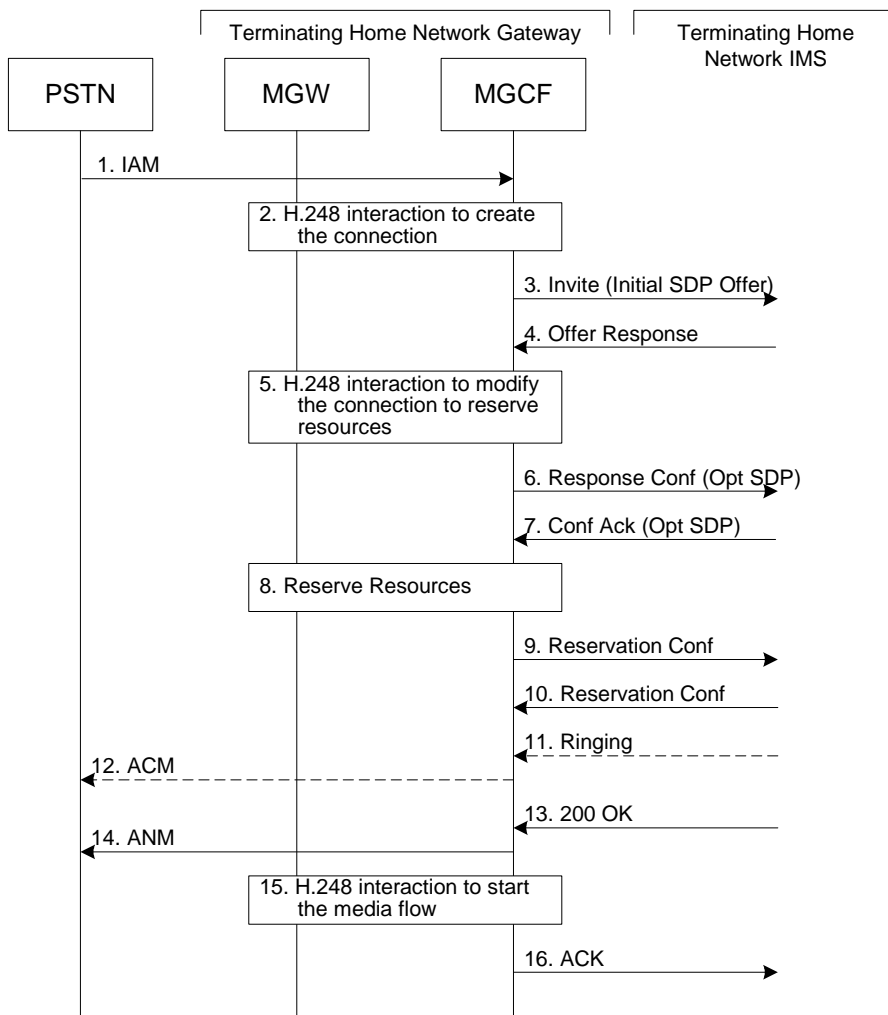 Terminating Home Network Gateway
Terminating Home
Network IMS
PSTN
MGW
MGCF
1. IAM
2. H.248 interaction to create
the connection
3. Invite (Initial SDP Offer)
4. Offer Response
5. H.248 interaction to modify
the connection to reserve
resources
6. Response Conf (Opt SDP)
7. Conf Ack (Opt SDP)
8. Reserve Resources
9. Reservation Conf
10. Reservation Conf
11. Ringing
12. ACM
13. 200 OK
14. ANM
15. H.248 interaction to start
the media flow
16. ACK